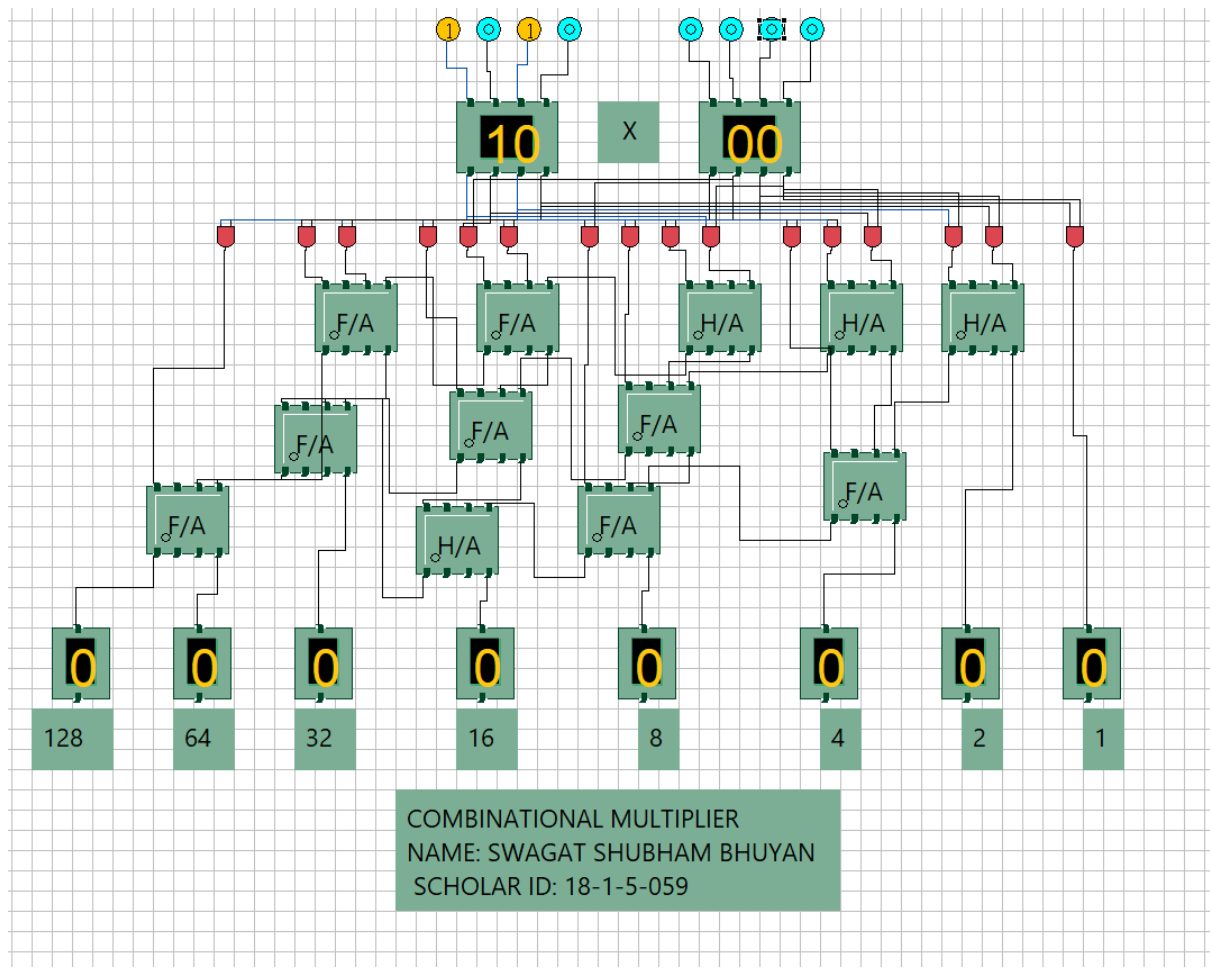 1 1
10 X 00
F/A F/A H/A H/A H/A
F/A F/A F/A
F/A H/A F/A F/A
0 0 0 0 0 0 0 0
128 64 32 16 8 4 2 1
COMBINATIONAL MULTIPLIER
NAME: SWAGAT SHUBHAM BHUYAN
SCHOLAR ID: 18-1-5-059